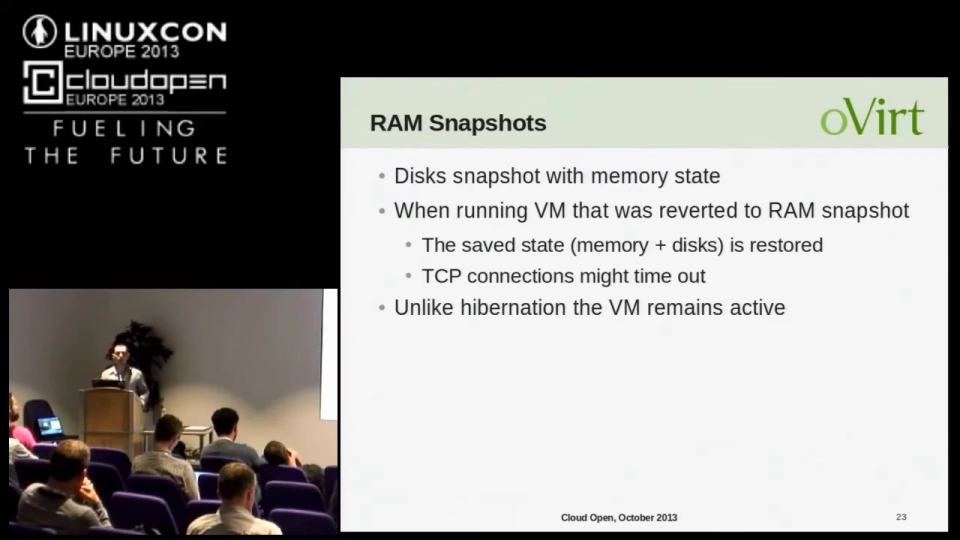 LINUXCON
EUROPE 2013
cloudopen
EUROPE 2013
FUELING
THE FUTURE
RAM Snapshots
oVirt
• Disks snapshot with memory state
• When running VM that was reverted to RAM snapshot
• The saved state (memory + disks) is restored
• TCP connections might time out
• Unlike hibernation the VM remains active
Cloud Open, October 2013
23